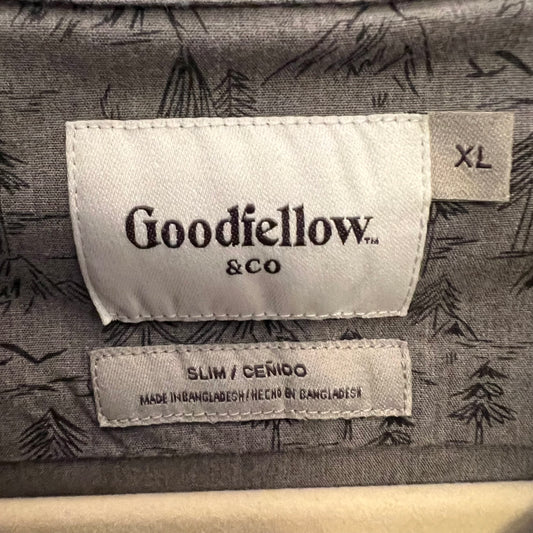 Goodfellow™
&CO
XL
SLIM / CEÑIDO
MADE IN BANGLADESH / HECHO EN BANGLADESH